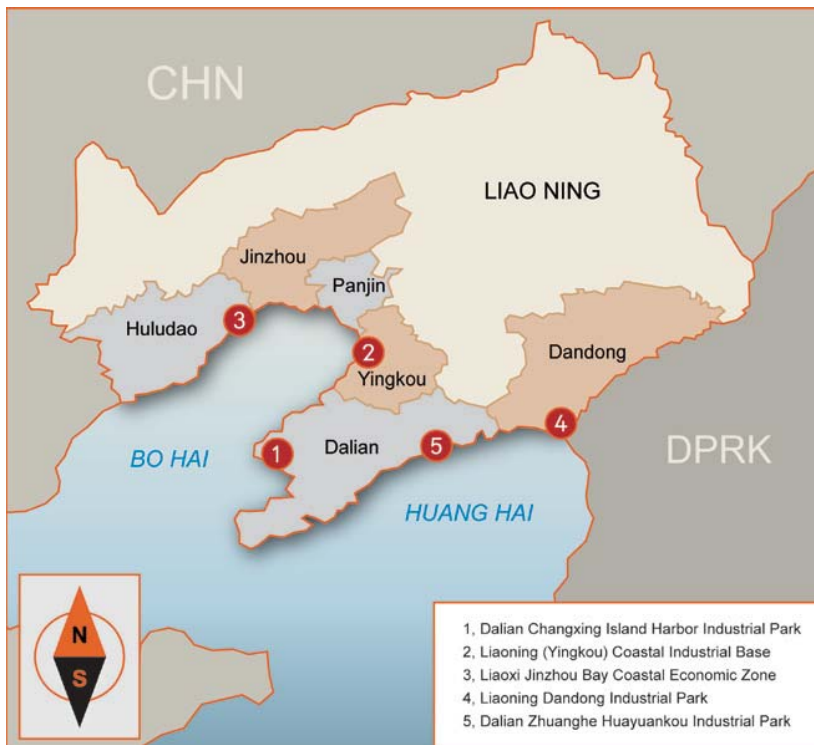 CHN
LIAO NING
Jinzhou
Panjin
3
Huludao
2
Dandong
Yingkou
4
1
Dalian
5
BO HAI
DPRK
HUANG HAI
N
S
1, Dalian Changxing Island Harbor Industrial Park
2, Liaoning (Yingkou) Coastal Industrial Base
3, Liaoxi Jinzhou Bay Coastal Economic Zone
4, Liaoning Dandong Industrial Park
5, Dalian Zhuanghe Huayuankou Industrial Park